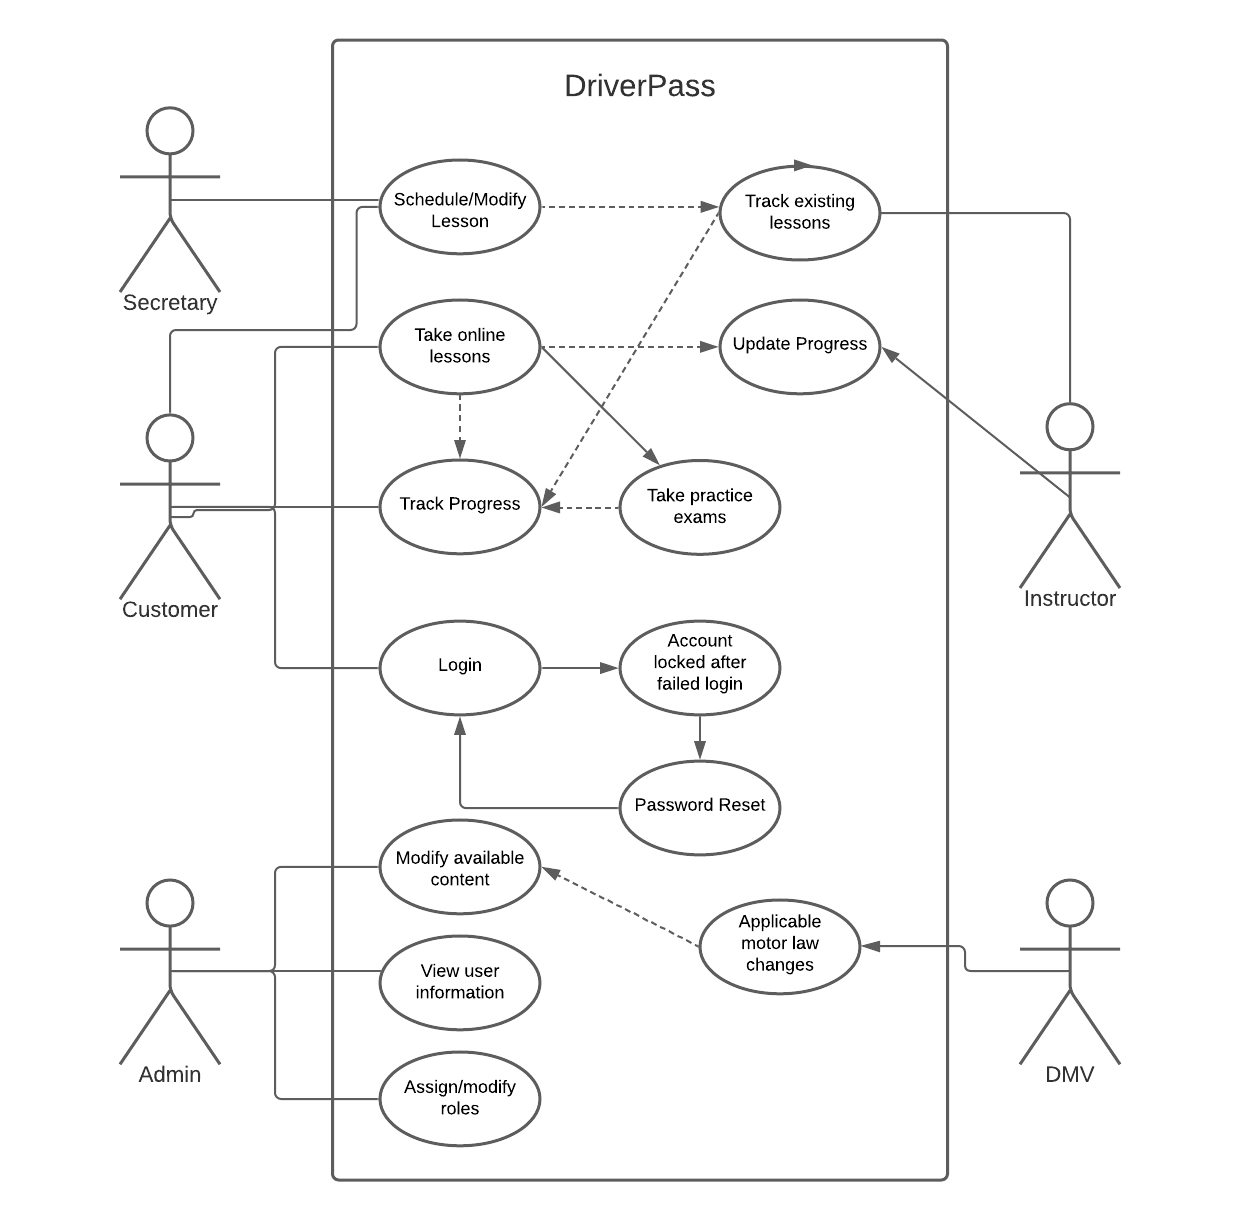 DriverPass
Schedule/Modify
Lesson
Track existing
lessons
Secretary
Take online
lessons
Update Progress
Track Progress
Take practice
exams
Customer
Instructor
Login
Account
locked after
failed login
Password Reset
Modify available
content
Applicable
motor law
changes
View user
information
Admin
DMV
Assign/modify
roles